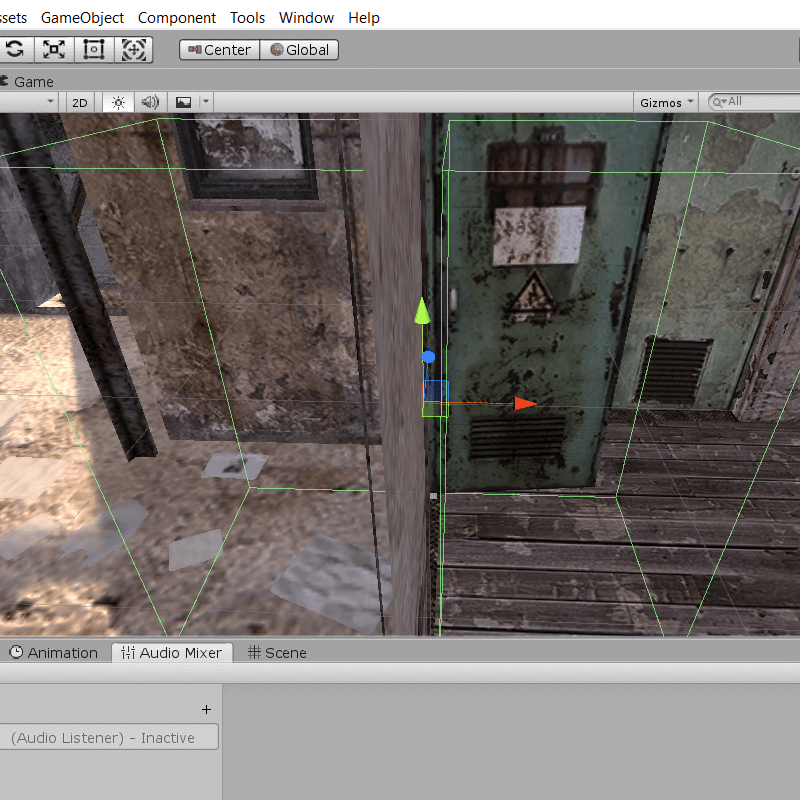 ssets GameObject Component Tools Window Help
Center Global
Game
2D Gizmos All
Animation Audio Mixer Scene
+
(Audio Listener) - Inactive